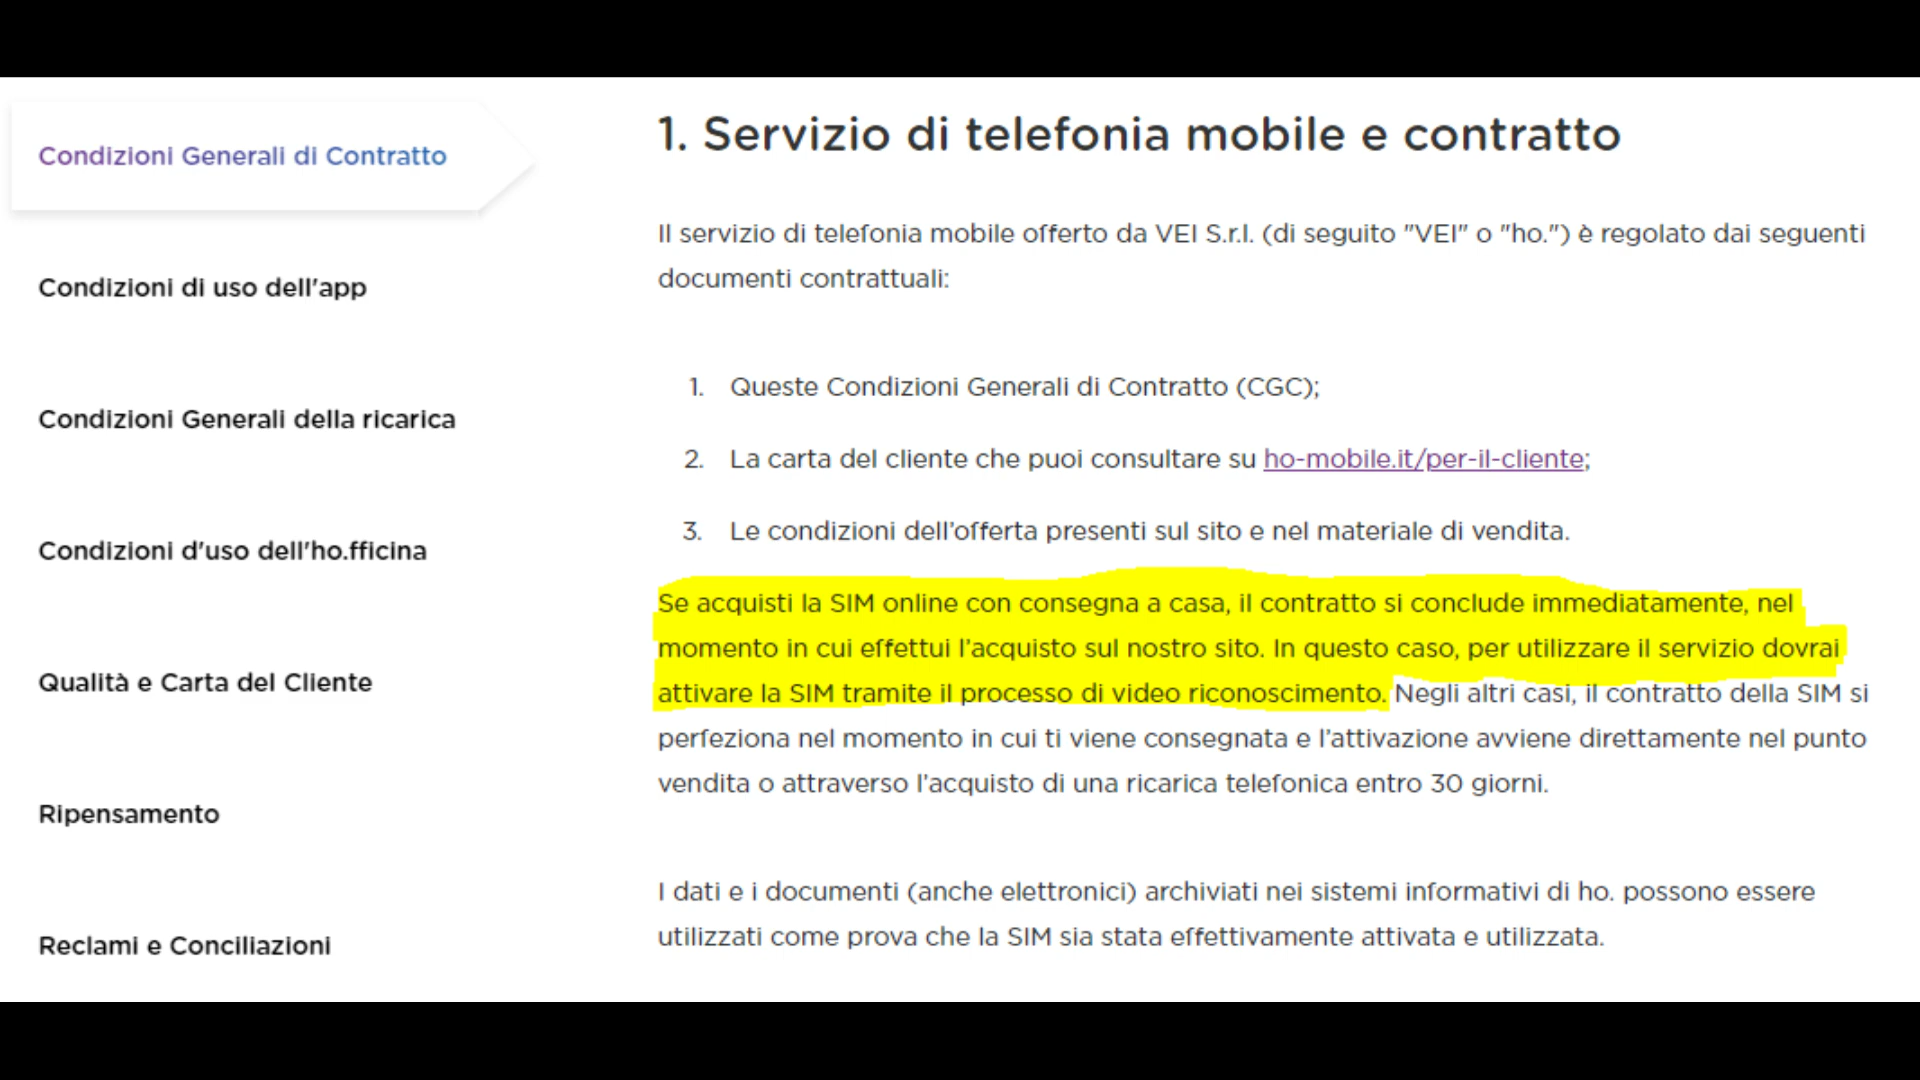 Condizioni Generali di Contratto
Condizioni di uso dell'app
Condizioni Generali della ricarica
Condizioni d'uso dell'ho.fficina
Qualità e Carta del Cliente
Ripensamento
Reclami e Conciliazioni
1. Servizio di telefonia mobile e contratto
Il servizio di telefonia mobile offerto da VEI S.r.l. (di seguito "VEI" o "ho.") è regolato dai seguenti
documenti contrattuali:
1. Queste Condizioni Generali di Contratto (CGC);
2. La carta del cliente che puoi consultare su ho-mobile.it/per-il-cliente;
3. Le condizioni dell'offerta presenti sul sito e nel materiale di vendita.
Se acquisti la SIM online con consegna a casa, il contratto si conclude immediatamente, nel
momento in cui effettui l'acquisto sul nostro sito. In questo caso, per utilizzare il servizio dovrai
attivare la SIM tramite il processo di video riconoscimento. Negli altri casi, il contratto della SIM si
perfeziona nel momento in cui ti viene consegnata e l'attivazione avviene direttamente nel punto
vendita o attraverso l'acquisto di una ricarica telefonica entro 30 giorni.
I dati e i documenti (anche elettronici) archiviati nei sistemi informativi di ho. possono essere
utilizzati come prova che la SIM sia stata effettivamente attivata e utilizzata.